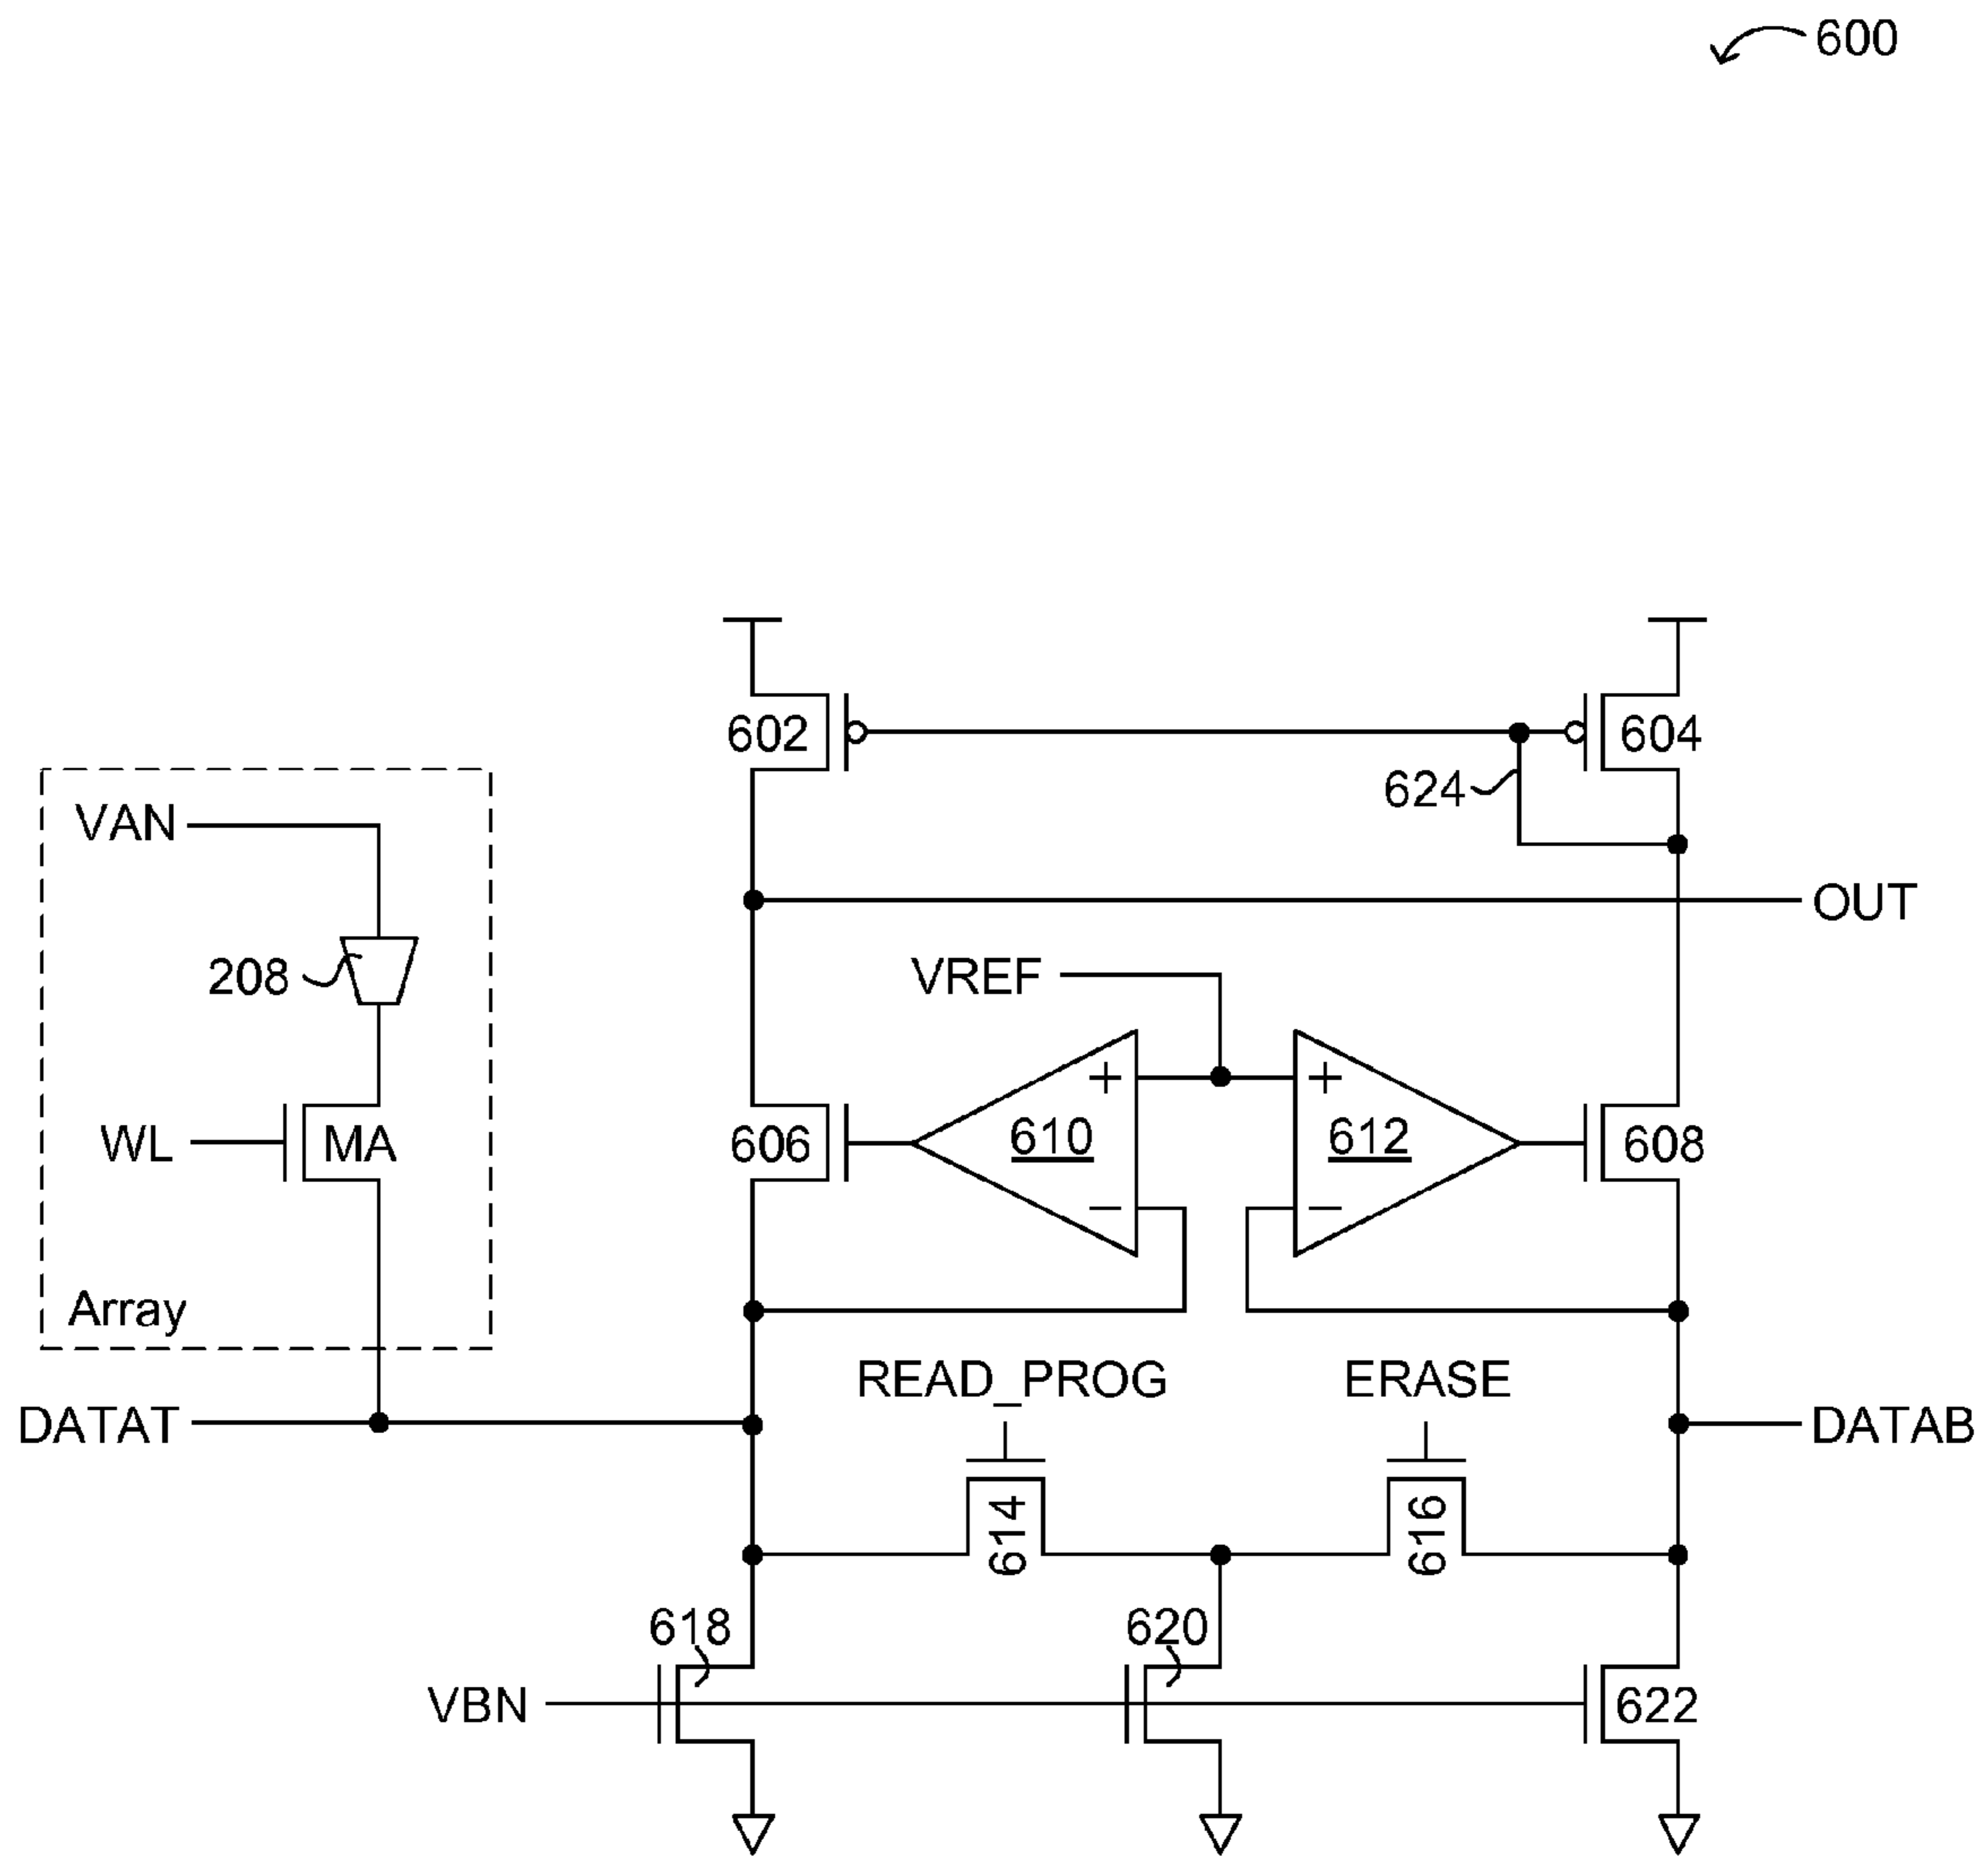 600
602
604
624
VAN
OUT
208
VREF
+
+
WL
MA
606
610
612
608
−
−
Array
READ_PROG
ERASE
DATAT
DATAB
614
616
618
620
VBN
622